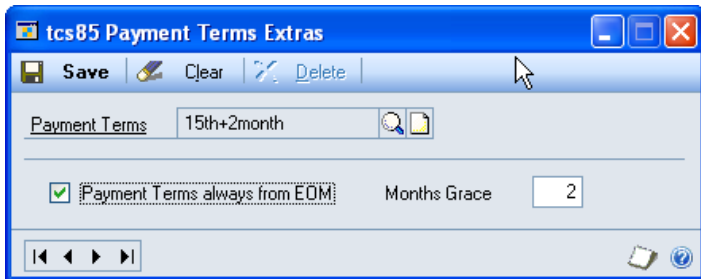 tcs85 Payment Terms Extras
Save Clear Delete
Payment Terms 15th+2month
Payment Terms always from EOM Months Grace 2